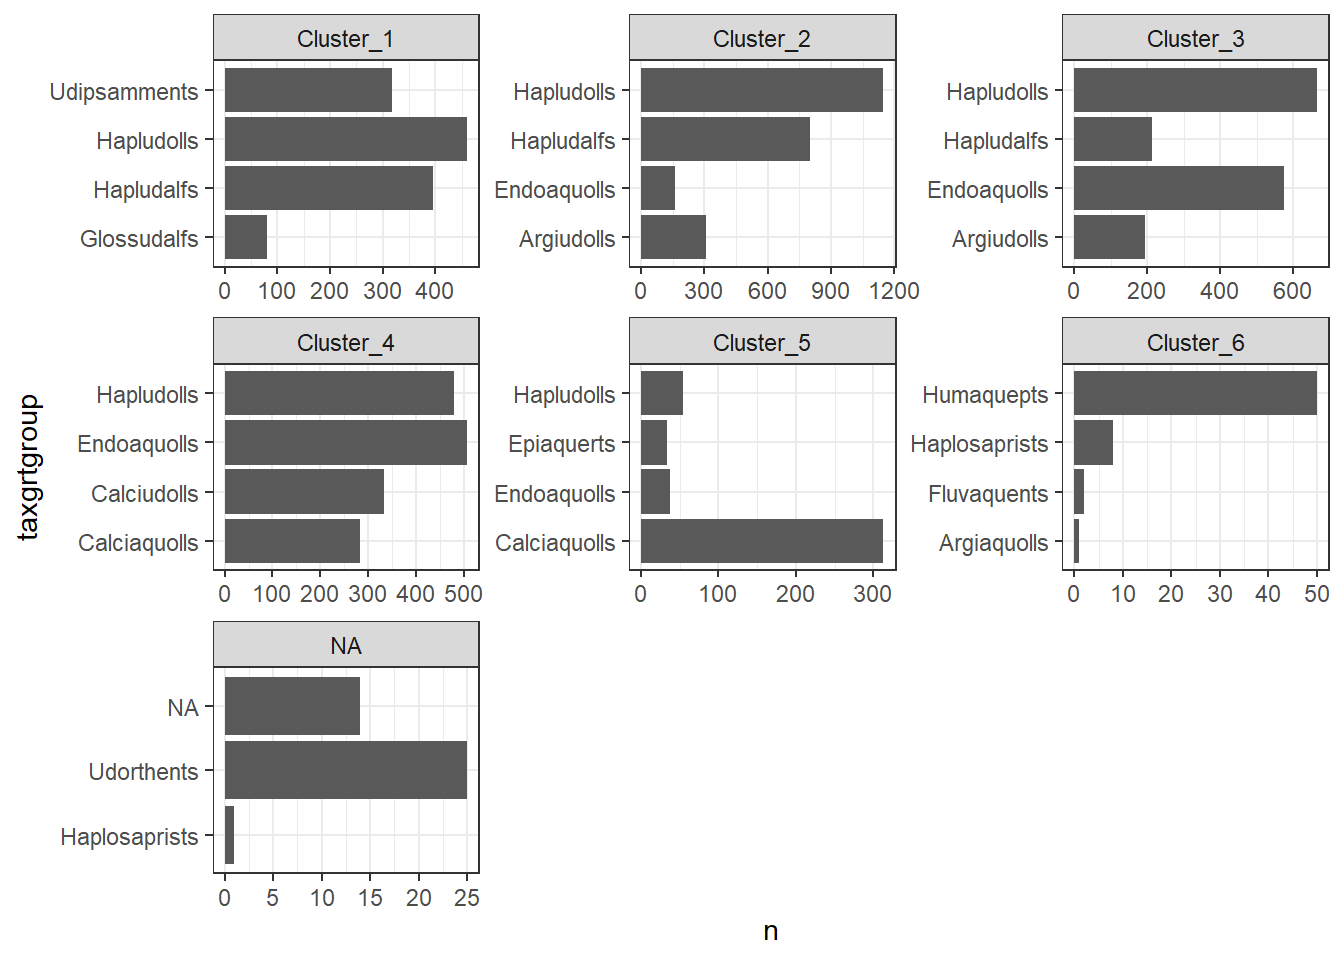 Cluster_1
Cluster_2
Cluster_3
Udipsamments
Hapludolls
Hapludalfs
Glossudalfs
0 100 200 300 400
Hapludolls
Hapludalfs
Endoaquolls
Argiudolls
0 300 600 900 1200
Hapludolls
Hapludalfs
Endoaquolls
Argiudolls
0 200 400 600
Cluster_4
Cluster_5
Cluster_6
Hapludolls
Endoaquolls
Calciudolls
Calciaquolls
0 100 200 300 400 500
Hapludolls
Epiaquerts
Endoaquolls
Calciaquolls
0 100 200 300
Humaquepts
Haplosaprists
Fluvaquents
Argiaquolls
0 10 20 30 40 50
NA
NA
Udorthents
Haplosaprists
0 5 10 15 20 25
taxgrtgroup
n